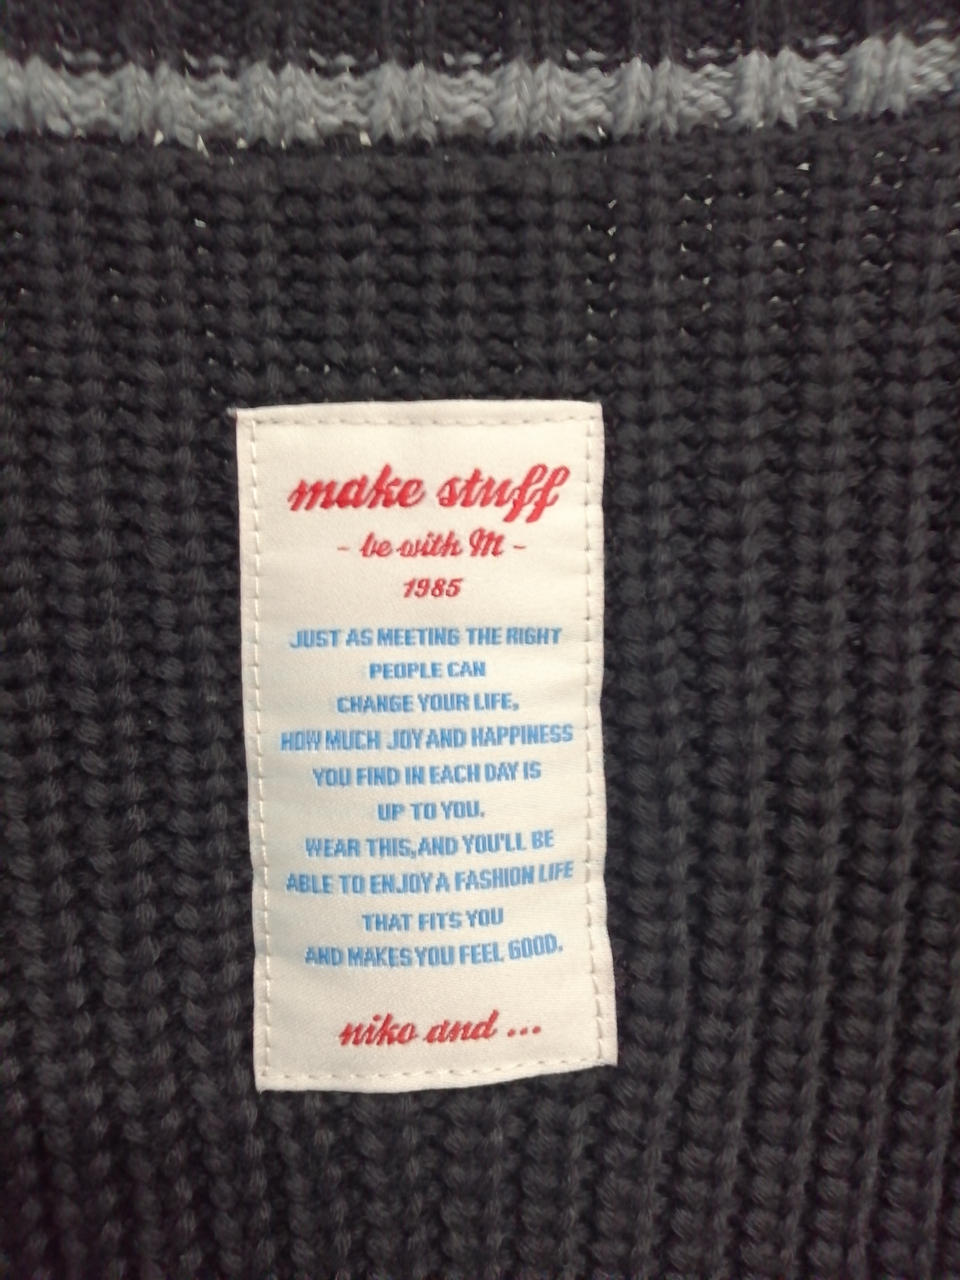 make stuff
- be with M -
1985
JUST AS MEETING THE RIGHT
PEOPLE CAN
CHANGE YOUR LIFE,
HOW MUCH JOY AND HAPPINESS
YOU FIND IN EACH DAY IS
UP TO YOU.
WEAR THIS,AND YOU'LL BE
ABLE TO ENJOY A FASHION LIFE
THAT FITS YOU
AND MAKES YOU FEEL GOOD.
niko and ...